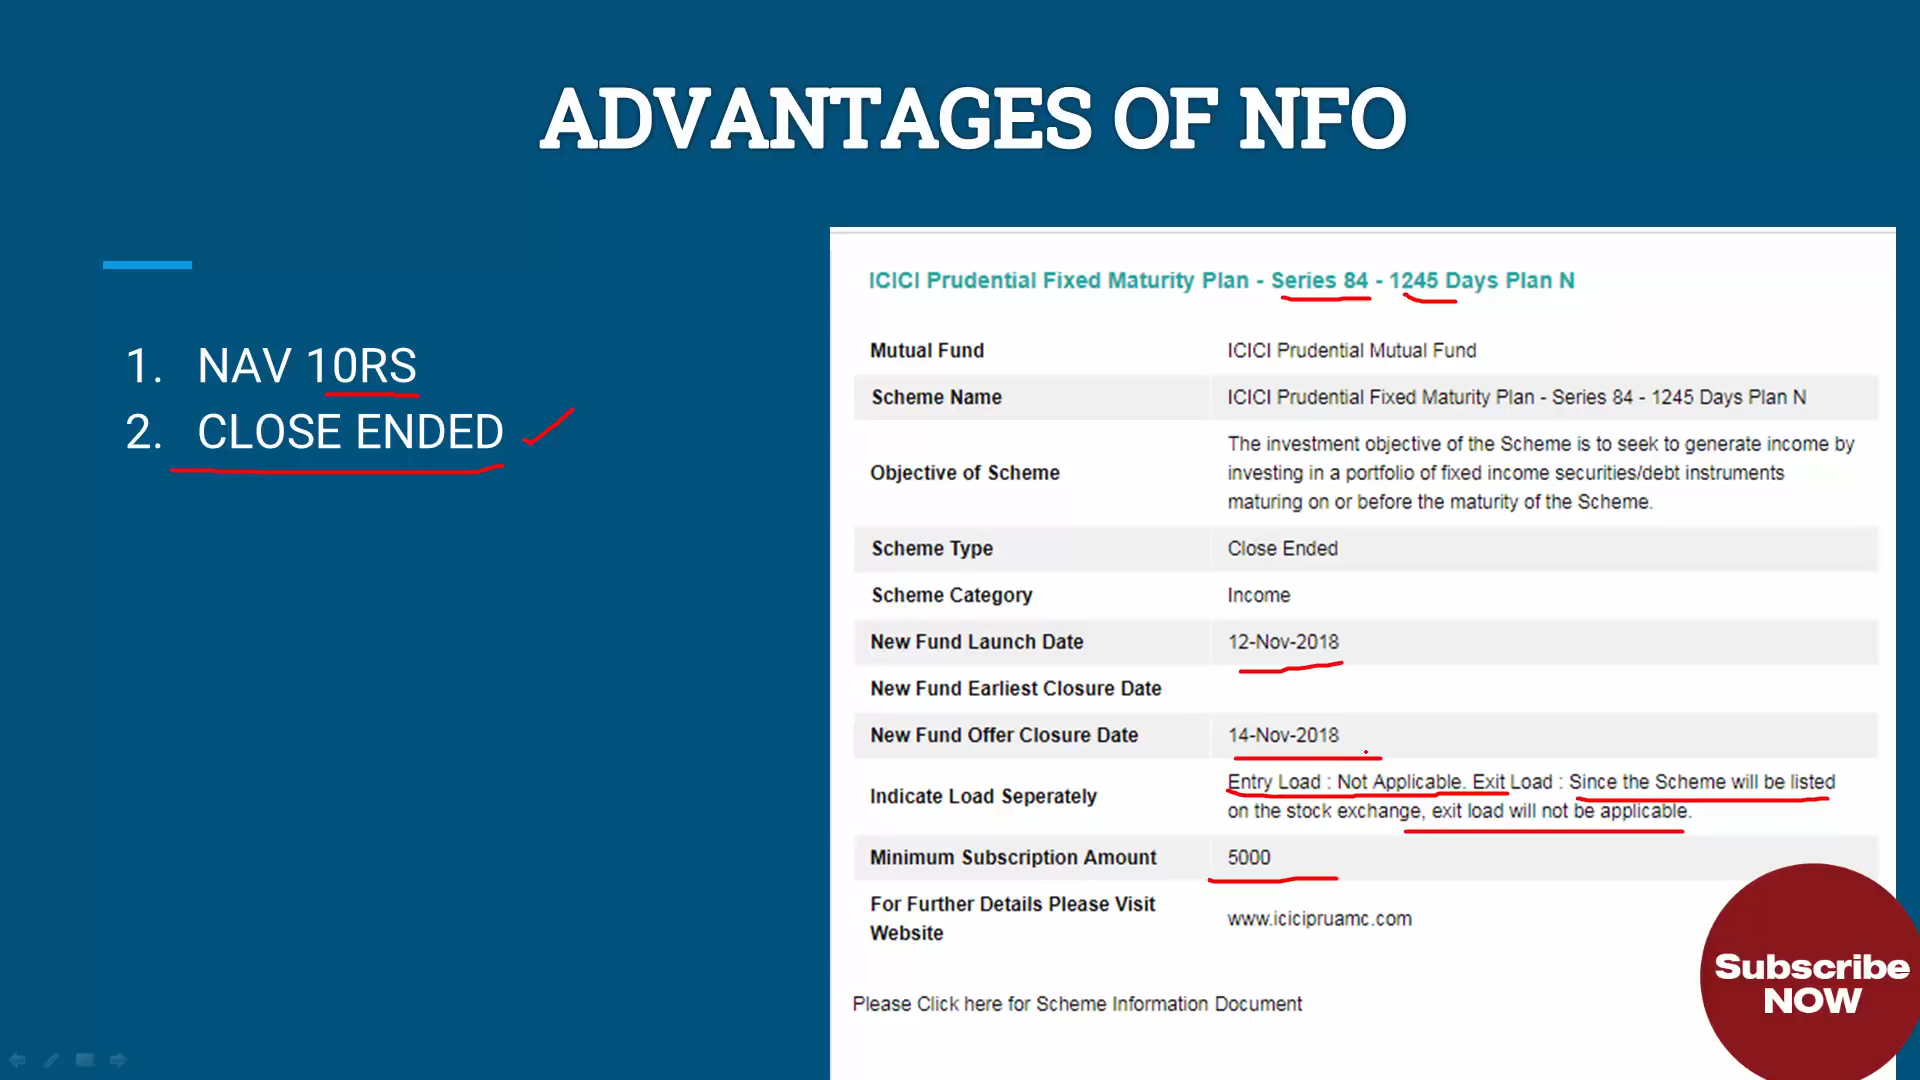 ADVANTAGES OF NFO
1. NAV 10RS
2. CLOSE ENDED
ICICI Prudential Fixed Maturity Plan - Series 84 - 1245 Days Plan N
Mutual Fund ICICI Prudential Mutual Fund
Scheme Name ICICI Prudential Fixed Maturity Plan - Series 84 - 1245 Days Plan N
Objective of Scheme The investment objective of the Scheme is to seek to generate income by
investing in a portfolio of fixed income securities/debt instruments
maturing on or before the maturity of the Scheme.
Scheme Type Close Ended
Scheme Category Income
New Fund Launch Date 12-Nov-2018
New Fund Earliest Closure Date
New Fund Offer Closure Date 14-Nov-2018
Indicate Load Seperately Entry Load : Not Applicable. Exit Load : Since the Scheme will be listed
on the stock exchange, exit load will not be applicable.
Minimum Subscription Amount 5000
For Further Details Please Visit
Website www.icicipruamc.com
Please Click here for Scheme Information Document
Subscribe
NOW